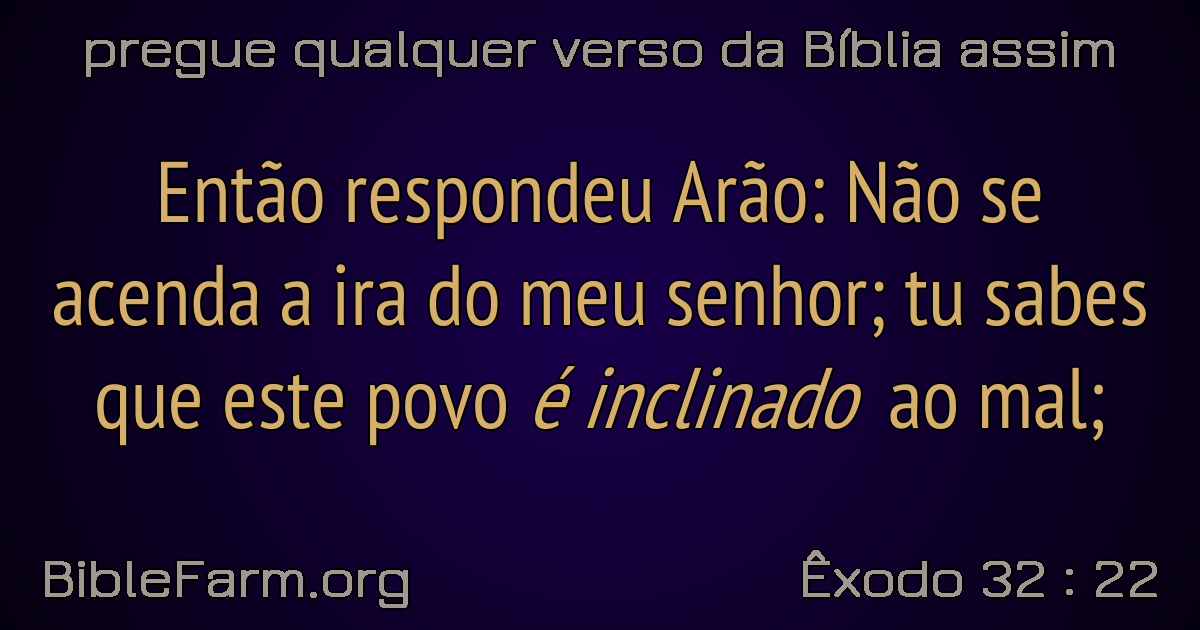 pregue qualquer verso da Bíblia assim
Então respondeu Arão: Não se
acenda a ira do meu senhor; tu sabes
que este povo é inclinado ao mal;
BibleFarm.org
Êxodo 32 : 22